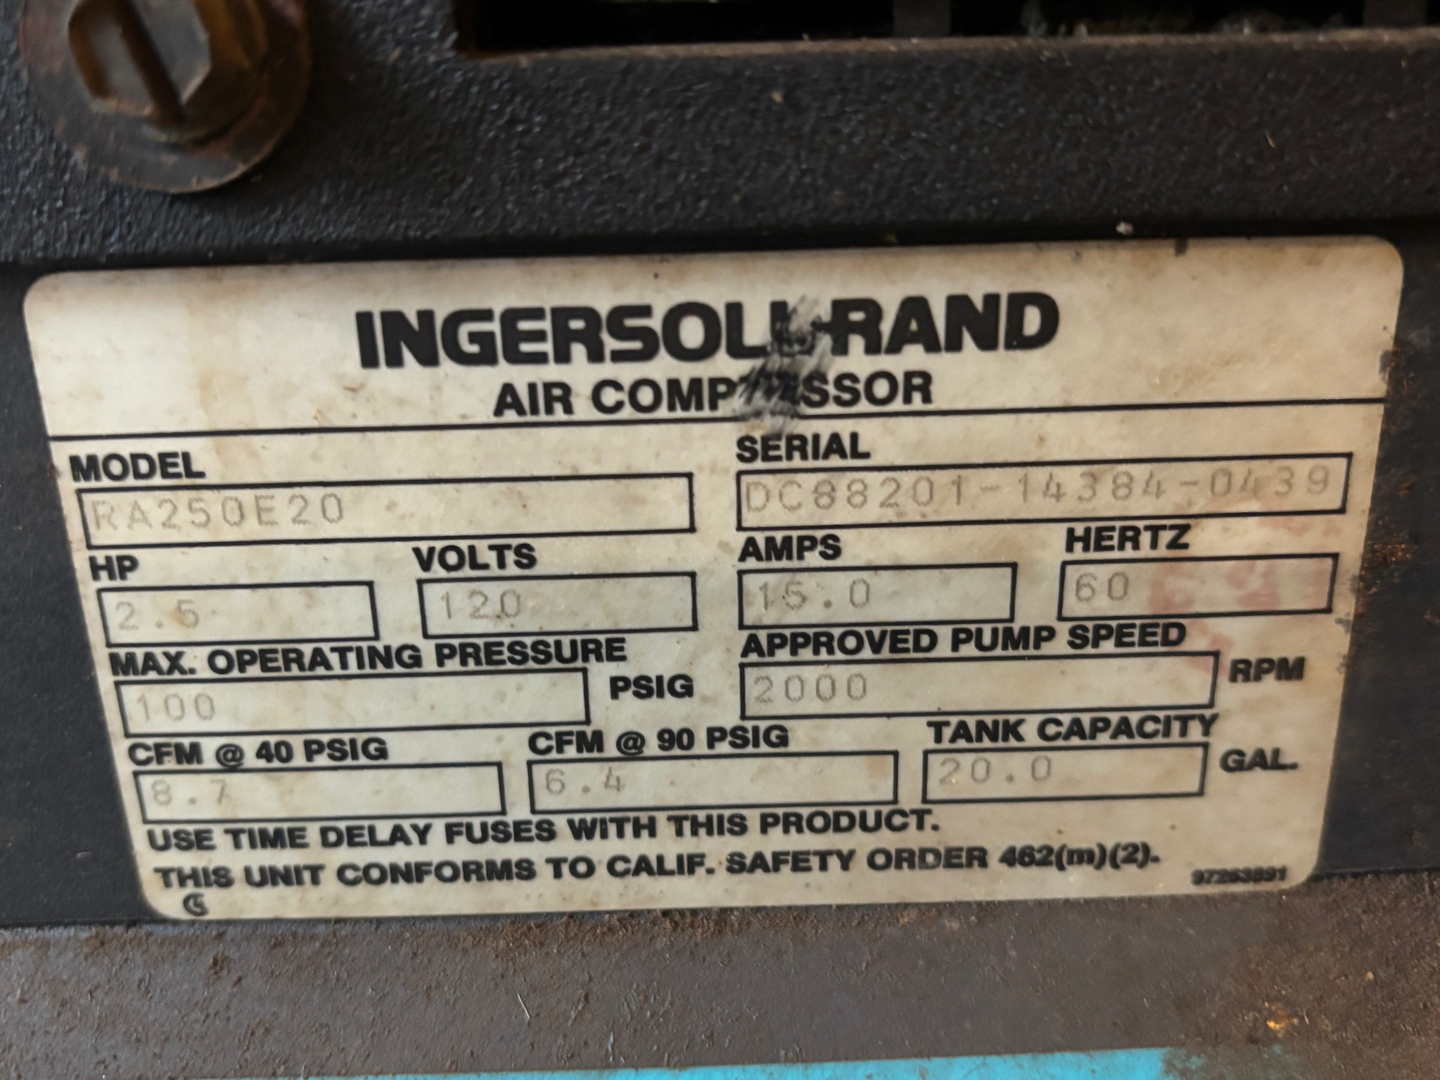 INGERSOLL-RAND
AIR COMPRESSOR
MODEL SERIAL
RA250E20 DC88201-14384-0439
HP VOLTS AMPS HERTZ
2.5 120 15.0 60
MAX. OPERATING PRESSURE APPROVED PUMP SPEED
100 PSIG 2000 RPM
CFM @ 40 PSIG CFM @ 90 PSIG TANK CAPACITY
8.7 6.4 20.0 GAL.
USE TIME DELAY FUSES WITH THIS PRODUCT.
THIS UNIT CONFORMS TO CALIF. SAFETY ORDER 462(m)(2).